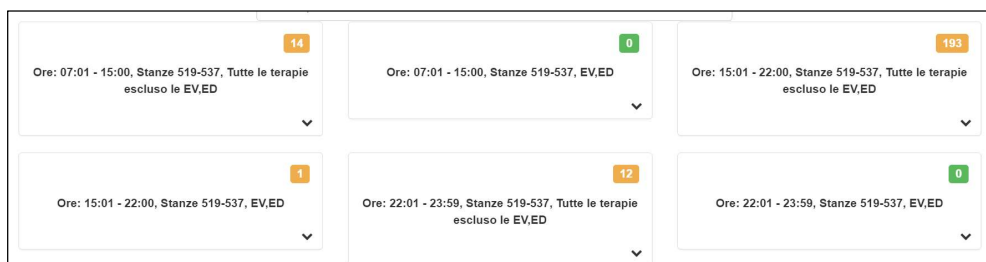 14
Ore: 07:01 - 15:00, Stanze 519-537, Tutte le terapie
escluso le EV,ED
0
Ore: 07:01 - 15:00, Stanze 519-537, EV,ED
193
Ore: 15:01 - 22:00, Stanze 519-537, Tutte le terapie
escluso le EV,ED
1
Ore: 15:01 - 22:00, Stanze 519-537, EV,ED
12
Ore: 22:01 - 23:59, Stanze 519-537, Tutte le terapie
escluso le EV,ED
0
Ore: 22:01 - 23:59, Stanze 519-537, EV,ED